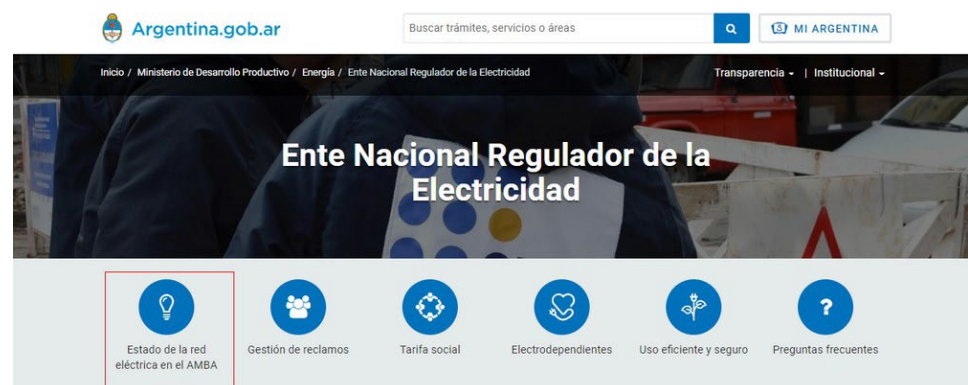 Argentina.gob.ar
Buscar trámites, servicios o áreas
MI ARGENTINA
Inicio / Ministerio de Desarrollo Productivo / Energía / Ente Nacional Regulador de la Electricidad
Transparencia | Institucional
Ente Nacional Regulador de la
Electricidad
Estado de la red
eléctrica en el AMBA
Gestión de reclamos
Tarifa social
Electrodependientes
Uso eficiente y seguro
Preguntas frecuentes